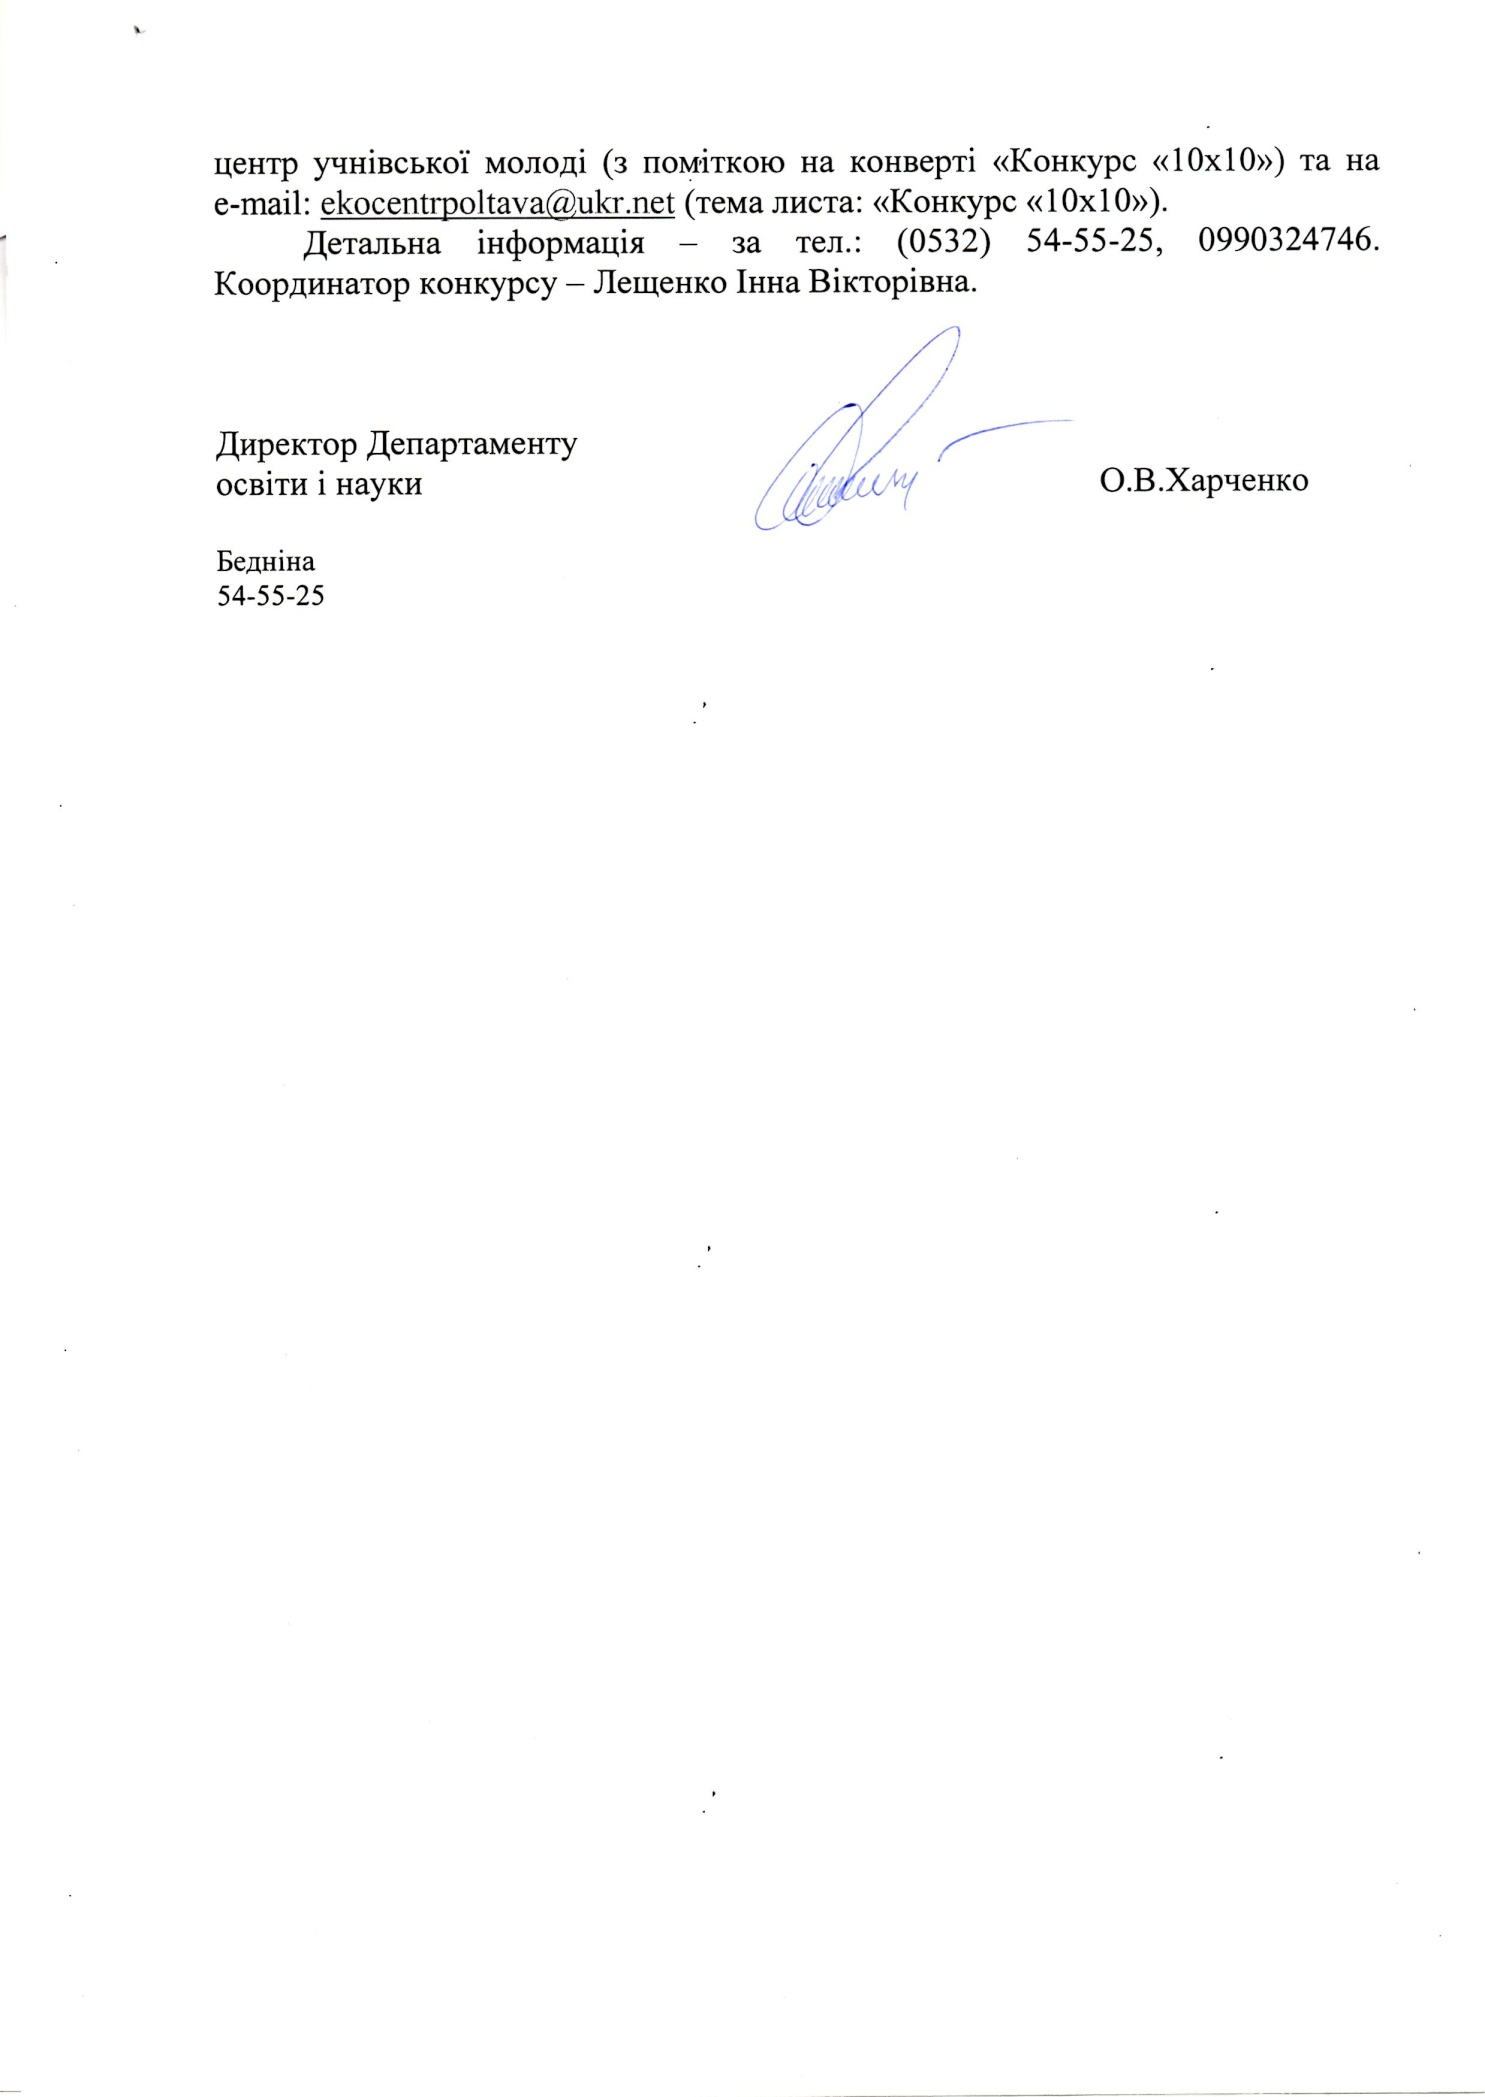 центр учнівської молоді (з поміткою на конверті «Конкурс «10х10») та на
e-mail: ekocentrpoltava@ukr.net (тема листа: «Конкурс «10х10»).
Детальна інформація – за тел.: (0532) 54-55-25, 0990324746.
Координатор конкурсу – Лещенко Інна Вікторівна.
Директор Департаменту
освіти і науки О.В.Харченко
Бедніна
54-55-25